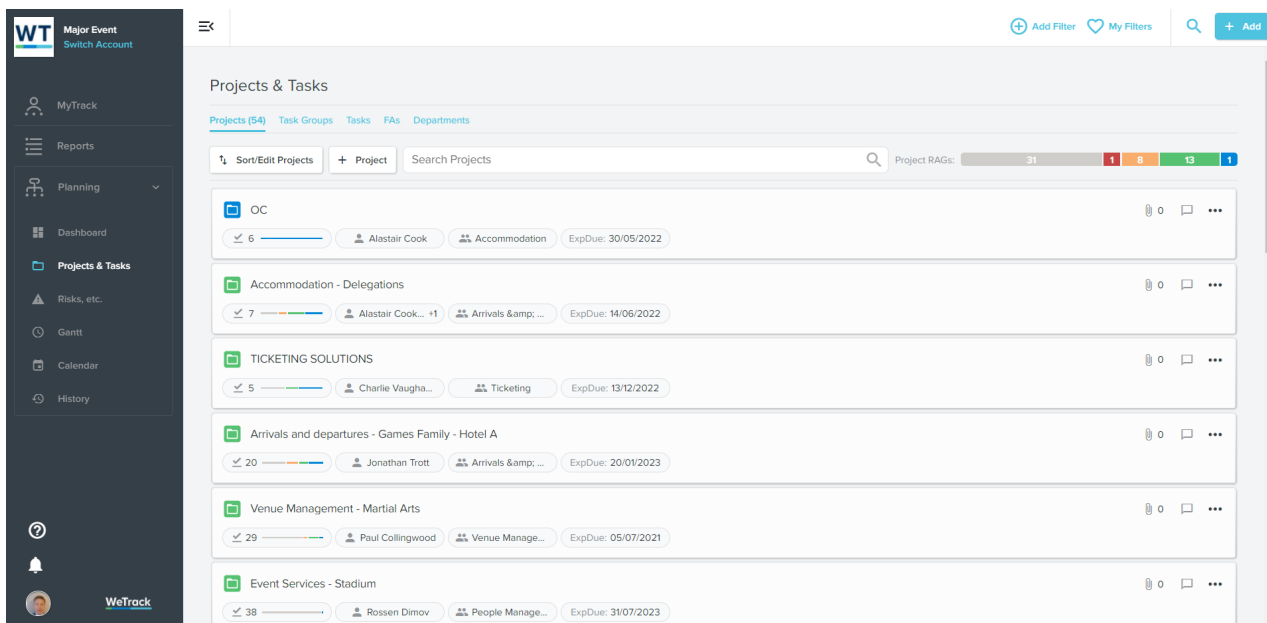 WT
Major Event
Switch Account
Add Filter
My Filters
+ Add
MyTrack
Reports
Planning
Dashboard
Projects & Tasks
Risks, etc.
Gantt
Calendar
History
WeTrack
Projects & Tasks
Projects (54) Task Groups Tasks FAs Departments
Sort/Edit Projects + Project Search Projects Project RAGs: 31 1 8 13 1
OC 0
6 Alastair Cook Accommodation ExpDue: 30/05/2022
Accommodation - Delegations 0
7 Alastair Cook... +1 Arrivals &amp; ... ExpDue: 14/06/2022
TICKETING SOLUTIONS 0
5 Charlie Vaugha... Ticketing ExpDue: 13/12/2022
Arrivals and departures - Games Family - Hotel A 0
20 Jonathan Trott Arrivals &amp; ... ExpDue: 20/01/2023
Venue Management - Martial Arts 0
29 Paul Collingwood Venue Manage... ExpDue: 05/07/2021
Event Services - Stadium 0
38 Rossen Dimov People Manage... ExpDue: 31/07/2023